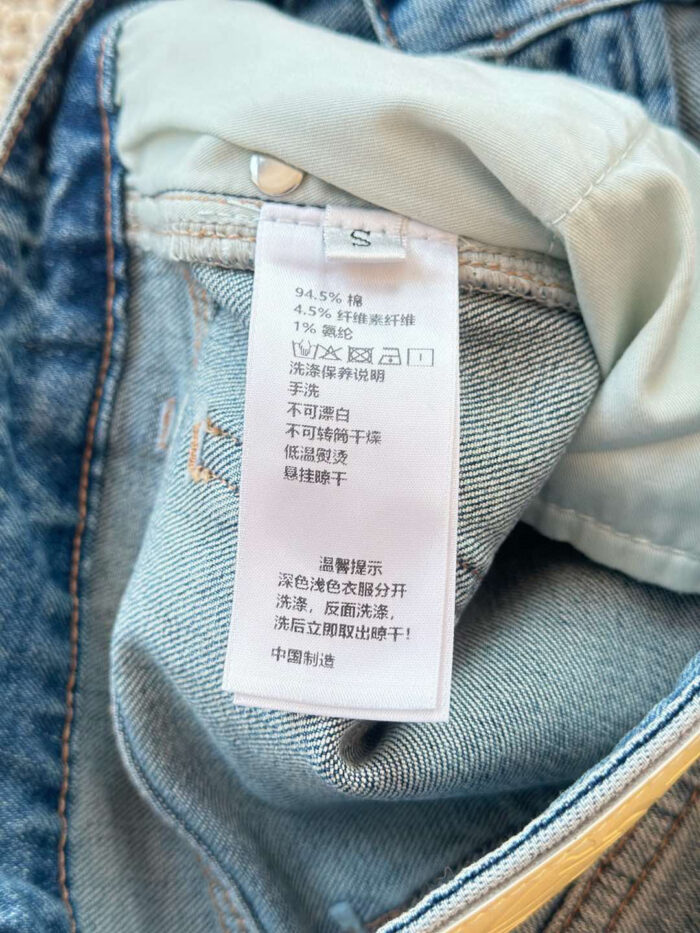 S
94.5% 棉
4.5% 纤维素纤维
1% 氨纶
洗涤保养说明
手洗
不可漂白
不可转筒干燥
低温熨烫
悬挂晾干
温馨提示
深色浅色衣服分开
洗涤，反面洗涤，
洗后立即取出晾干！
中国制造